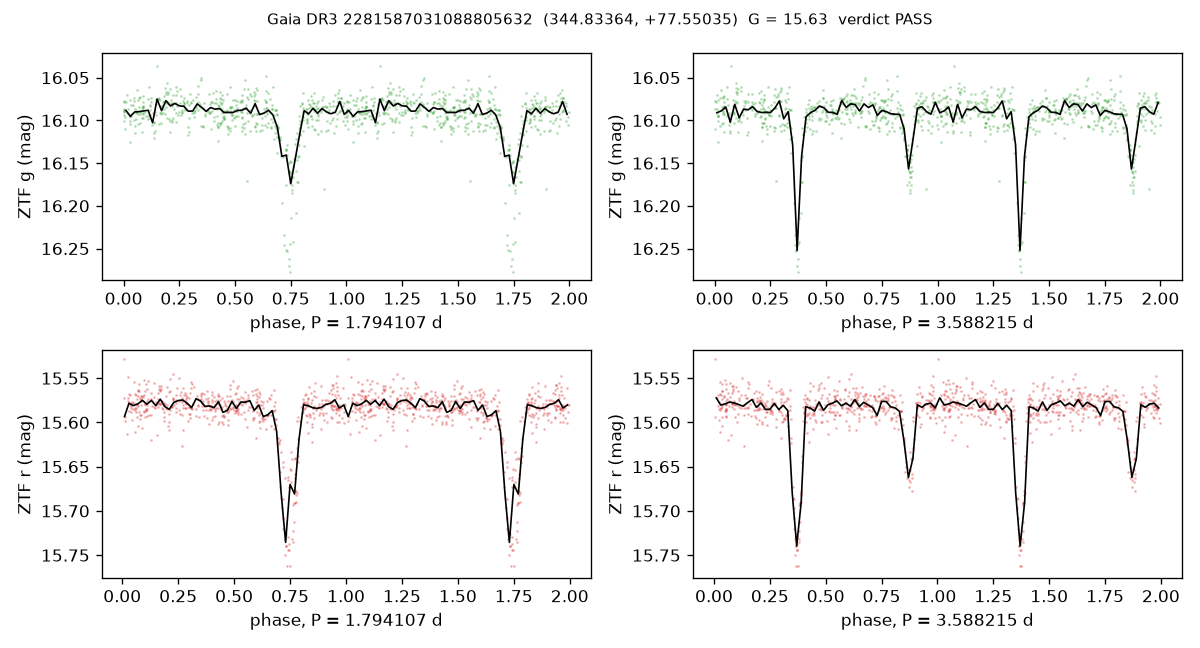 Gaia DR3 2281587031088805632 (344.83364, +77.55035) G = 15.63 verdict PASS
ZTF g (mag)
16.05
16.10
16.15
16.20
16.25
0.00 0.25 0.50 0.75 1.00 1.25 1.50 1.75 2.00
phase, P = 1.794107 d
ZTF g (mag)
16.05
16.10
16.15
16.20
16.25
0.00 0.25 0.50 0.75 1.00 1.25 1.50 1.75 2.00
phase, P = 3.588215 d
ZTF r (mag)
15.55
15.60
15.65
15.70
15.75
0.00 0.25 0.50 0.75 1.00 1.25 1.50 1.75 2.00
phase, P = 1.794107 d
ZTF r (mag)
15.55
15.60
15.65
15.70
15.75
0.00 0.25 0.50 0.75 1.00 1.25 1.50 1.75 2.00
phase, P = 3.588215 d